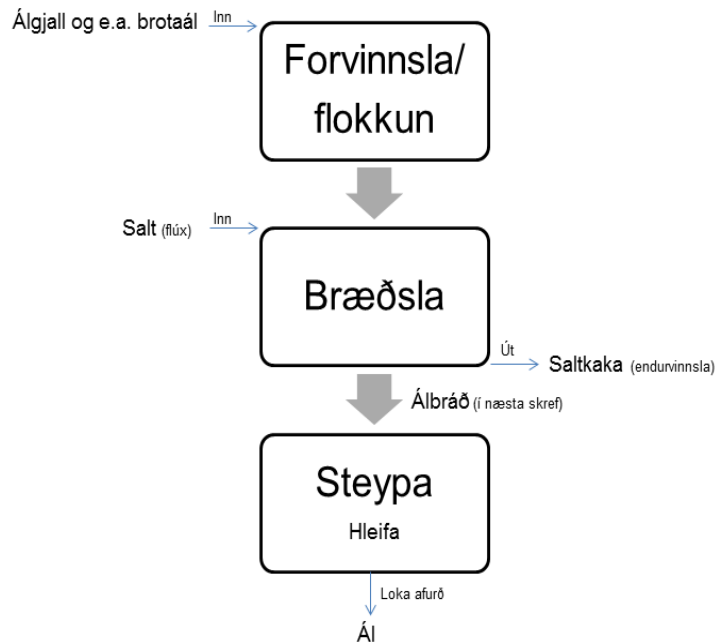 Álgjall og e.a. brotaál
Inn
Forvinnsla/
flokkun
Salt (flúx)
Inn
Bræðsla
Út
Saltkaka (endurvinnsla)
Álbráð (í næsta skref)
Steypa
Hleifa
Loka afurð
Ál